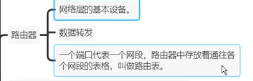 网络层的基本设备。
路由器
数据转发
一个端口代表一个网段，路由器中存放着通往各
个网段的表格，叫做路由表。